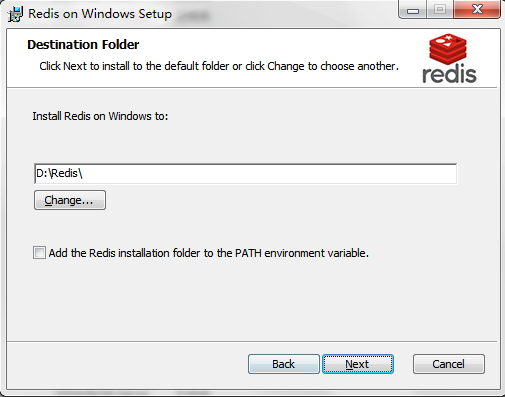 Redis on Windows Setup
Destination Folder
Click Next to install to the default folder or click Change to choose another.
redis
Install Redis on Windows to:
D:\Redis\
Change...
Add the Redis installation folder to the PATH environment variable.
Back Next Cancel